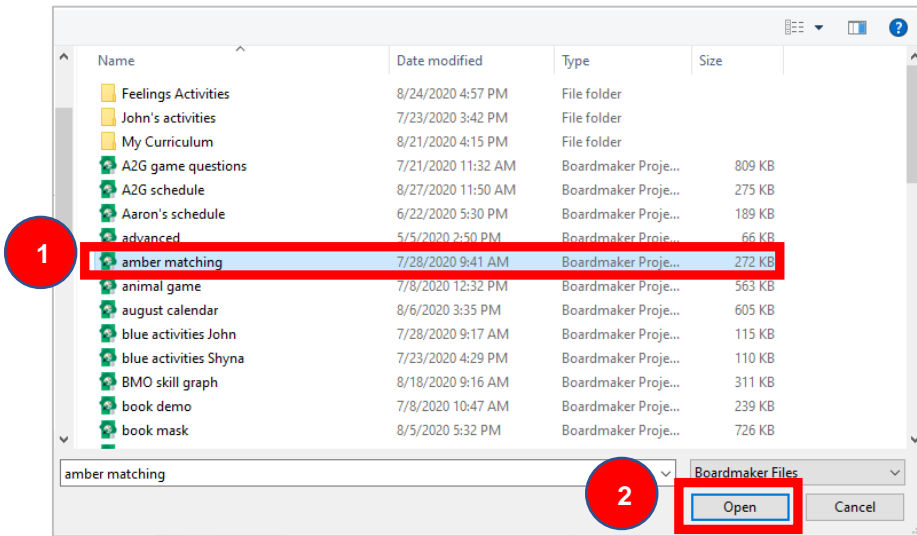 ?
Name Date modified Type Size
Feelings Activities 8/24/2020 4:57 PM File folder
John's activities 7/23/2020 3:42 PM File folder
My Curriculum 8/21/2020 4:15 PM File folder
A2G game questions 7/21/2020 11:32 AM Boardmaker Proje... 809 KB
A2G schedule 8/27/2020 11:50 AM Boardmaker Proje... 275 KB
Aaron's schedule 6/22/2020 5:30 PM Boardmaker Proje... 189 KB
advanced 5/5/2020 2:50 PM Boardmaker Proje... 66 KB
1 amber matching 7/28/2020 9:41 AM Boardmaker Proje... 272 KB
animal game 7/8/2020 12:32 PM Boardmaker Proje... 563 KB
august calendar 8/6/2020 3:35 PM Boardmaker Proje... 605 KB
blue activities John 7/28/2020 9:17 AM Boardmaker Proje... 115 KB
blue activities Shyna 7/23/2020 4:29 PM Boardmaker Proje... 110 KB
BMO skill graph 8/18/2020 9:16 AM Boardmaker Proje... 311 KB
book demo 7/8/2020 10:47 AM Boardmaker Proje... 239 KB
book mask 8/5/2020 5:32 PM Boardmaker Proje... 726 KB
amber matching Boardmaker Files
2 Open Cancel